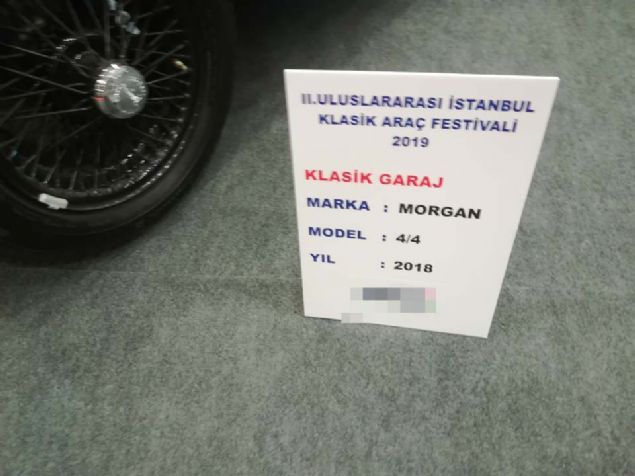 II.ULUSLARARASI İSTANBUL
KLASİK ARAÇ FESTİVALİ
2019
KLASİK GARAJ
MARKA : MORGAN
MODEL : 4/4
YIL : 2018